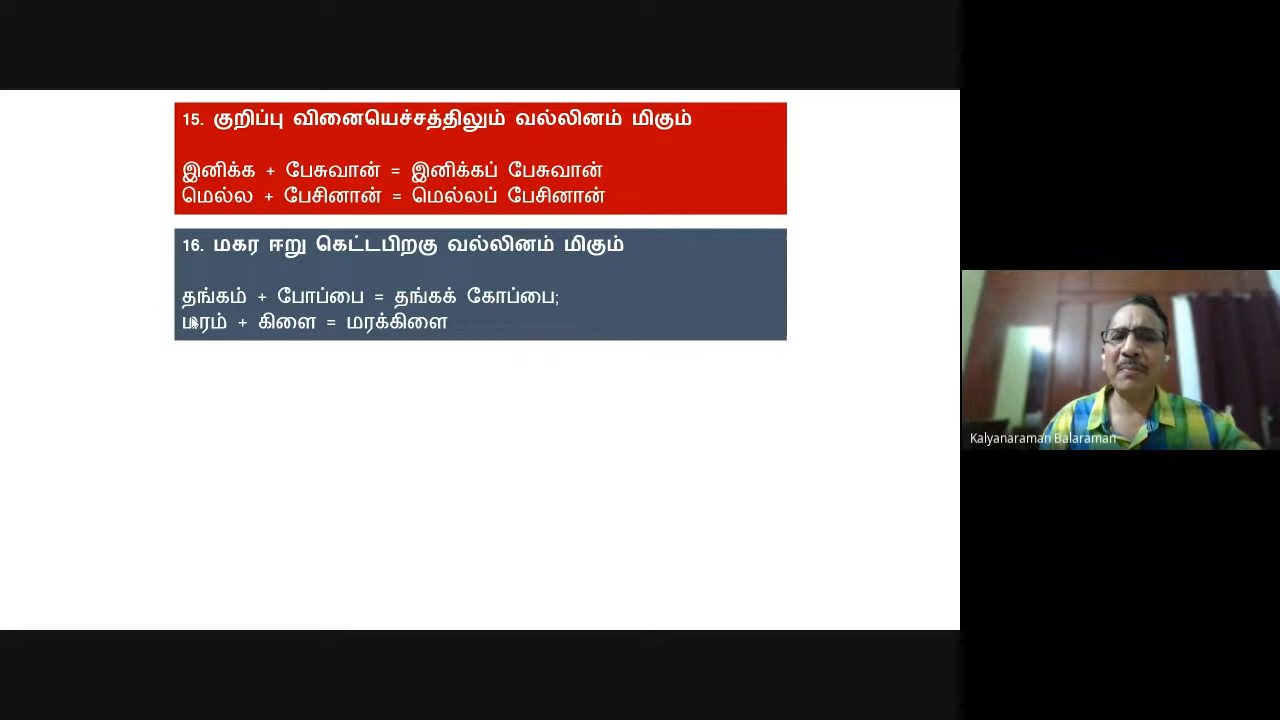 15. குறிப்பு வினையெச்சத்திலும் வல்லினம் மிகும்
இனிக்க + பேசுவான் = இனிக்கப் பேசுவான்
மெல்ல + பேசினான் = மெல்லப் பேசினான்
16. மகர ஈறு கெட்டபிறகு வல்லினம் மிகும்
தங்கம் + போப்பை = தங்கக் கோப்பை;
மரம் + கிளை = மரக்கிளை
Kalyanaraman Balaraman